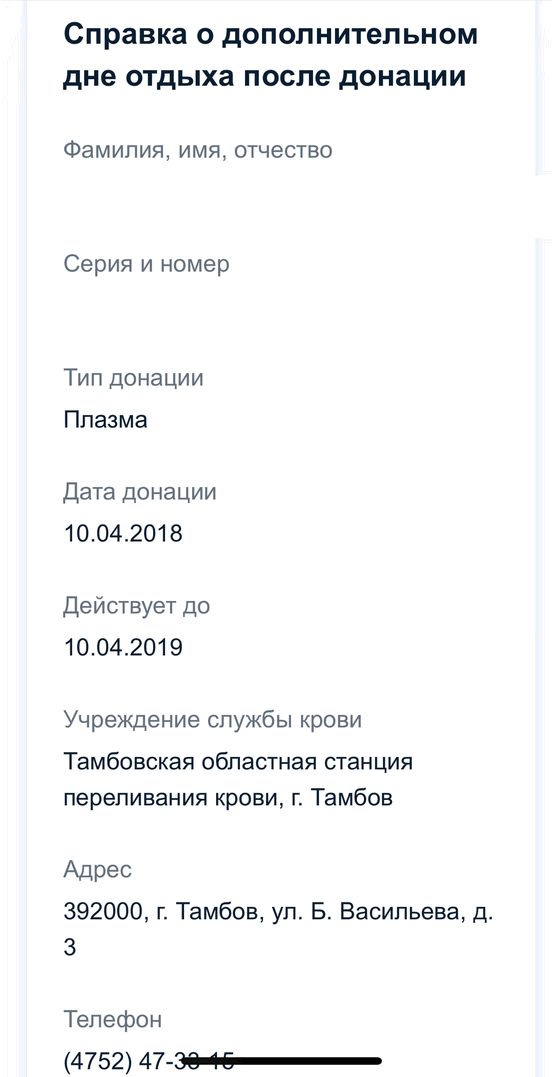 Справка о дополнительном
дне отдыха после донации
Фамилия, имя, отчество
Серия и номер
Тип донации
Плазма
Дата донации
10.04.2018
Действует до
10.04.2019
Учреждение службы крови
Тамбовская областная станция
переливания крови, г. Тамбов
Адрес
392000, г. Тамбов, ул. Б. Васильева, д.
3
Телефон
(4752) 47-33-15